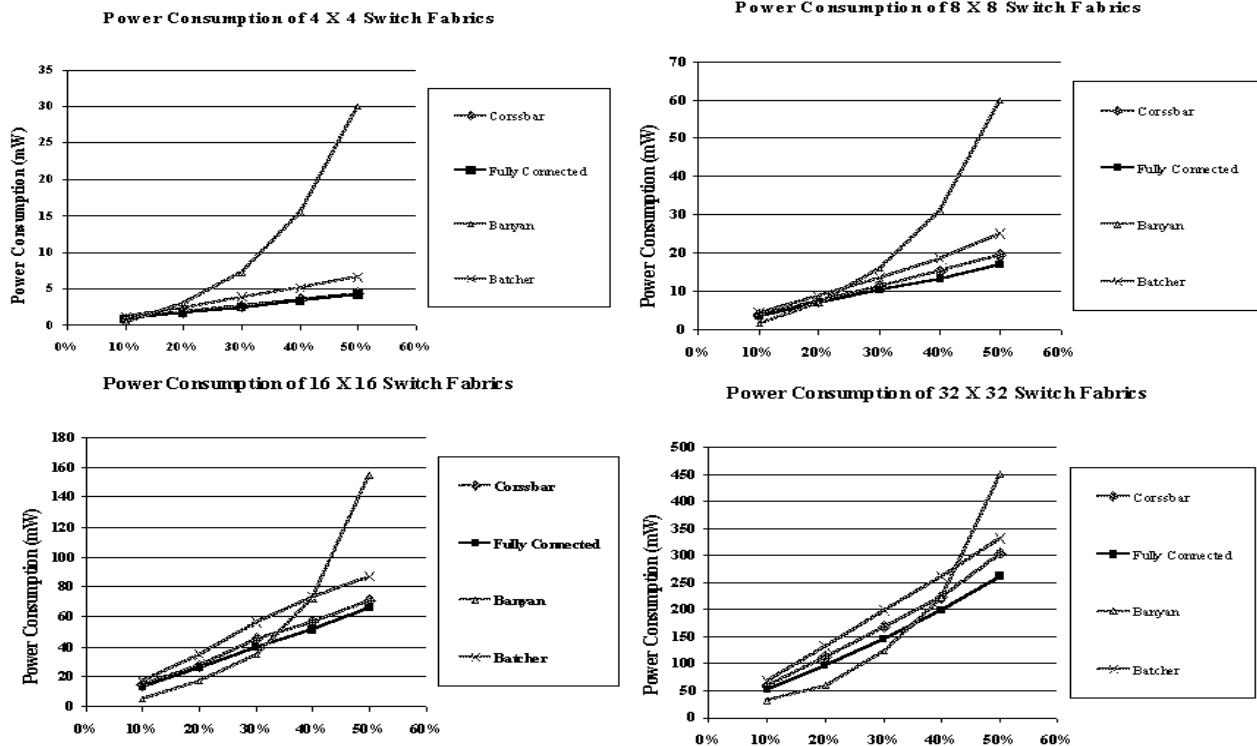 Power Consumption of 4 X 4 Switch Fabrics
Power Consumption (mW)
35
30
25
20
15
10
5
0
0%
10%
20%
30%
40%
50%
60%
Corssbar
Fully Connected
Banyan
Batcher
Power Consumption of 8 X 8 Switch Fabrics
Power Consumption (mW)
70
60
50
40
30
20
10
0
0%
10%
20%
30%
40%
50%
60%
Corssbar
Fully Connected
Banyan
Batcher
Power Consumption of 16 X 16 Switch Fabrics
Power Consumption (mW)
180
160
140
120
100
80
60
40
20
0
0%
10%
20%
30%
40%
50%
60%
Corssbar
Fully Connected
Banyan
Batcher
Power Consumption of 32 X 32 Switch Fabrics
Power Consumption (mW)
500
450
400
350
300
250
200
150
100
50
0
0%
10%
20%
30%
40%
50%
60%
Corssbar
Fully Connected
Banyan
Batcher